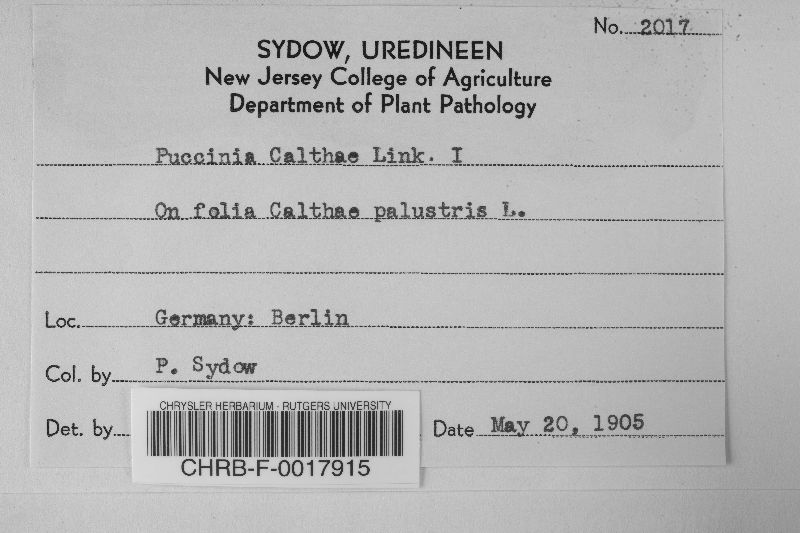 No. 2017
SYDOW, UREDINEEN
New Jersey College of Agriculture
Department of Plant Pathology
Puccinia Calthae Link. I
On folia Calthae palustris L.
Loc. Germany: Berlin
Col. by P. Sydow
Det. by
Date May 20, 1905
CHRYSLER HERBARIUM - RUTGERS UNIVERSITY
CHRB-F-0017915